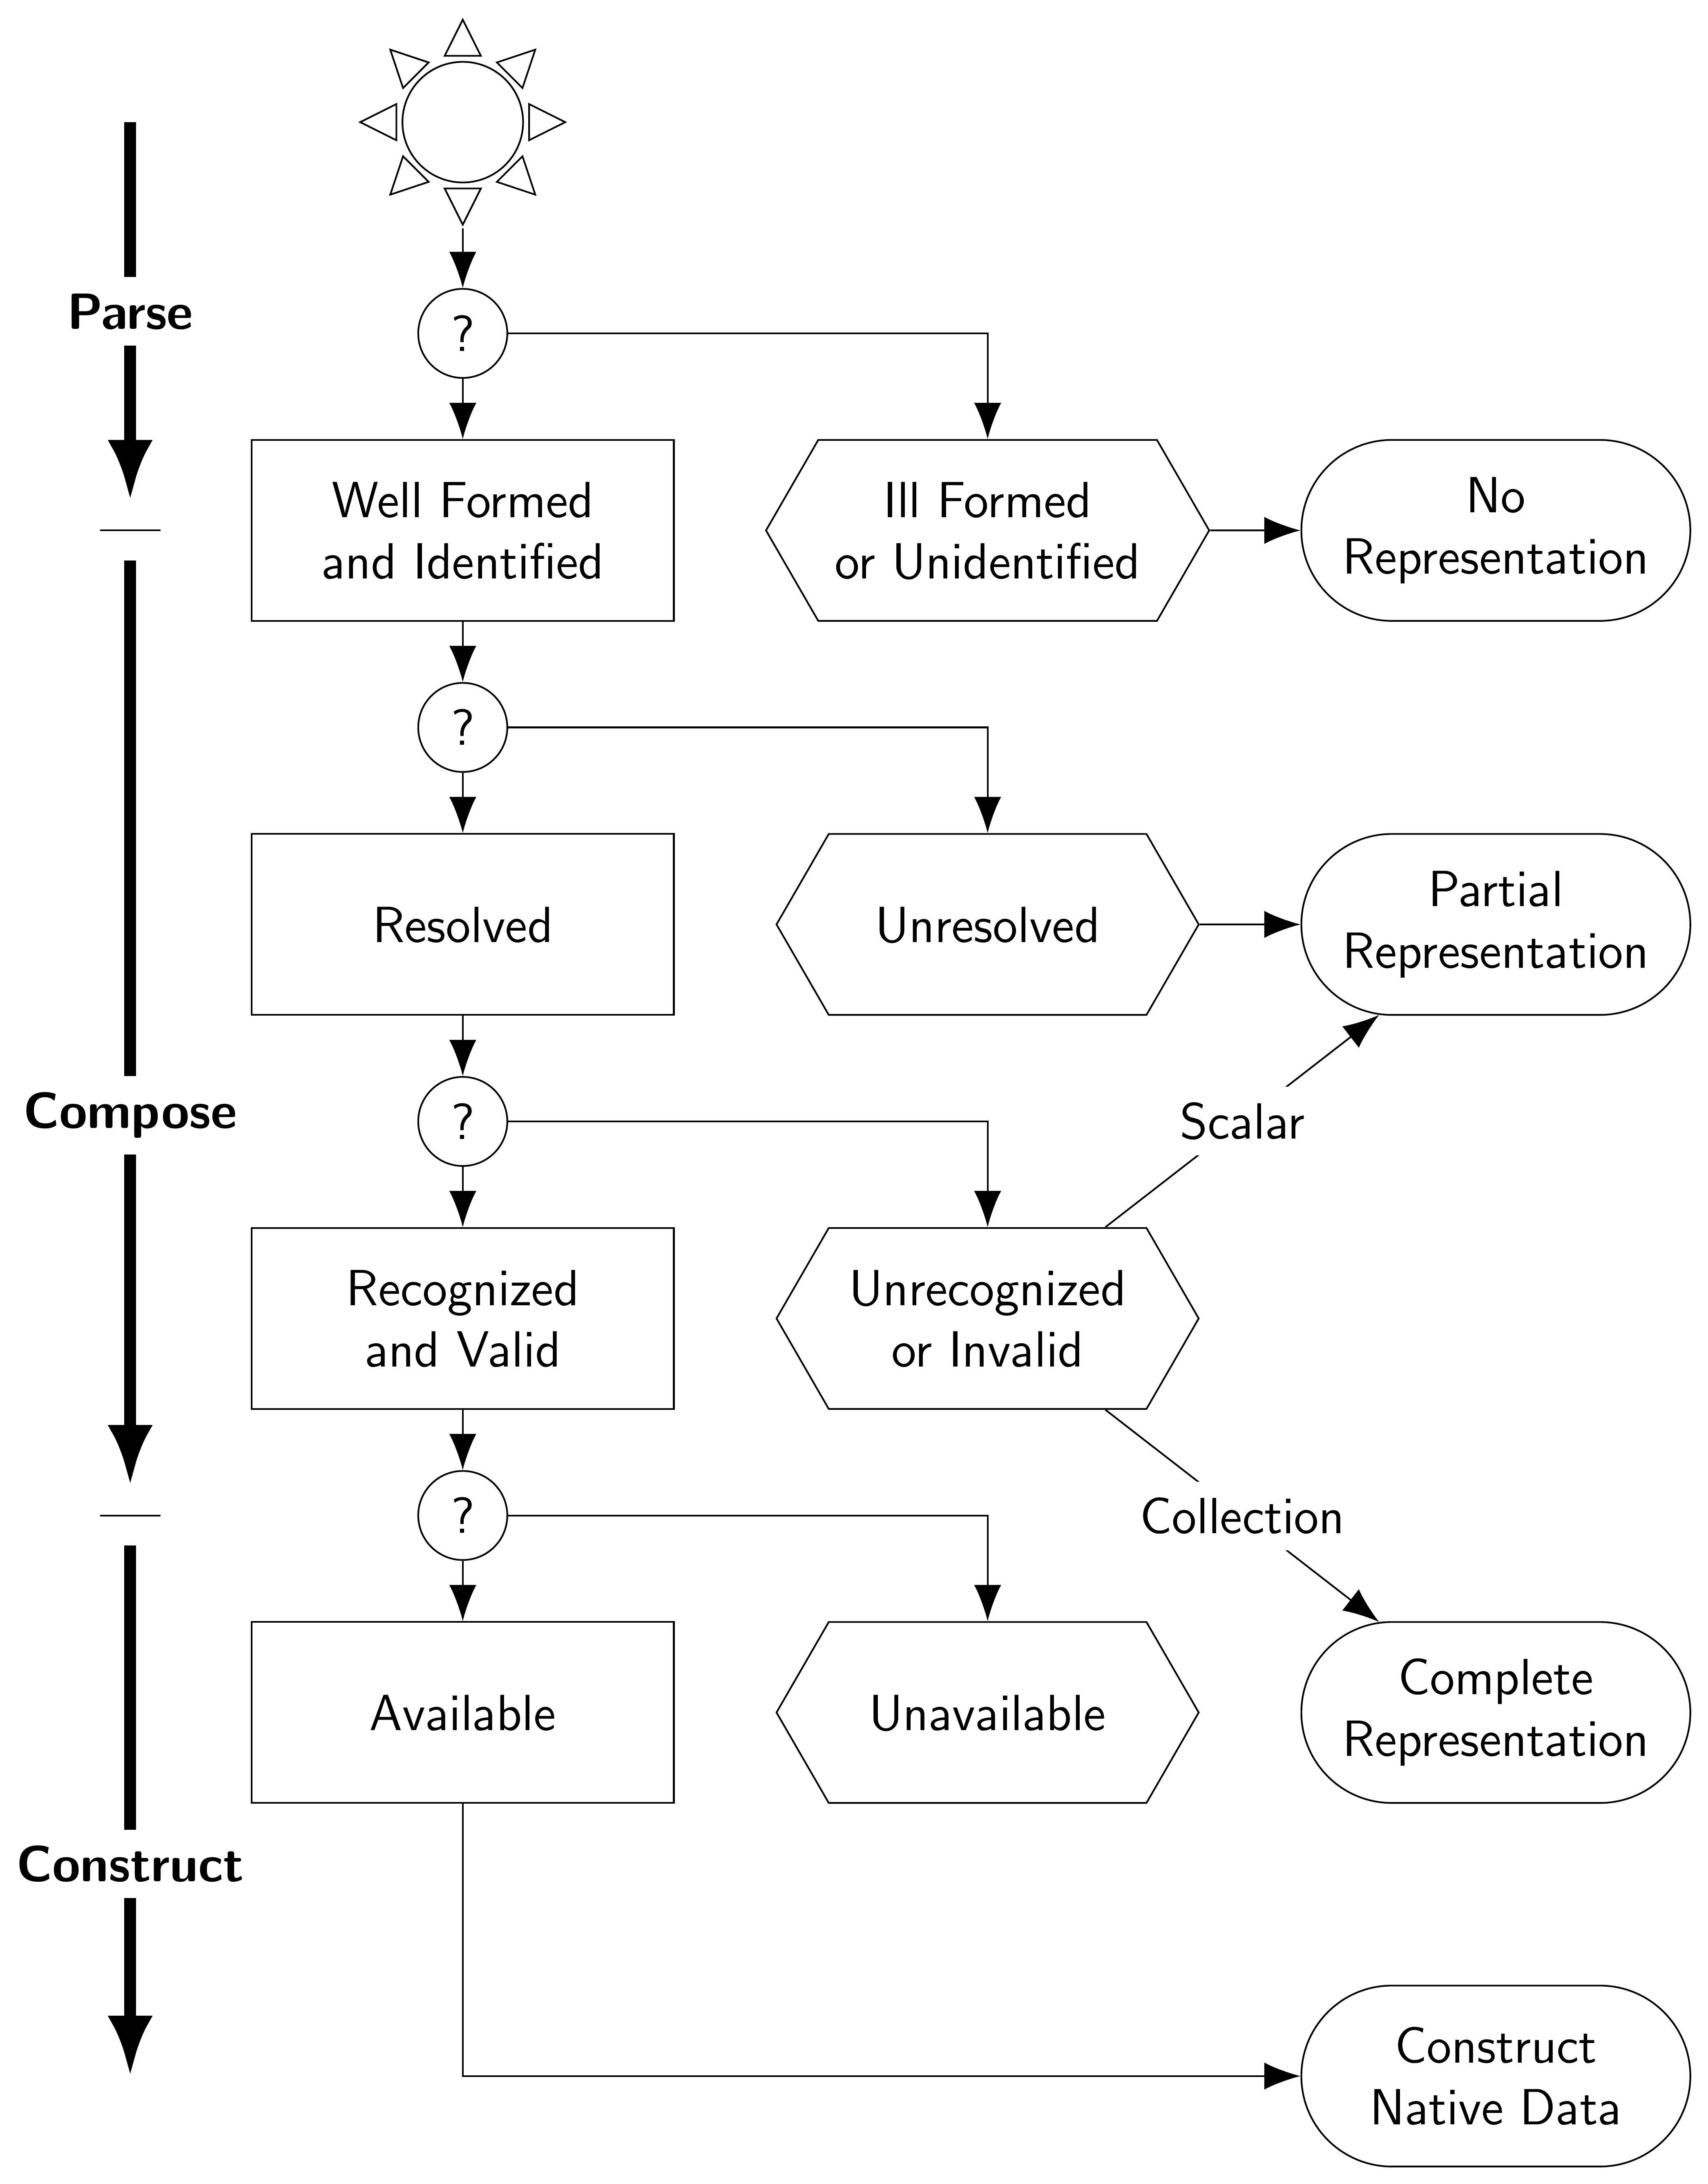 Parse
?
Well Formed
and Identified
Ill Formed
or Unidentified
No
Representation
?
Resolved
Unresolved
Partial
Representation
Compose
?
Scalar
Recognized
and Valid
Unrecognized
or Invalid
?
Collection
Available
Unavailable
Complete
Representation
Construct
Construct
Native Data